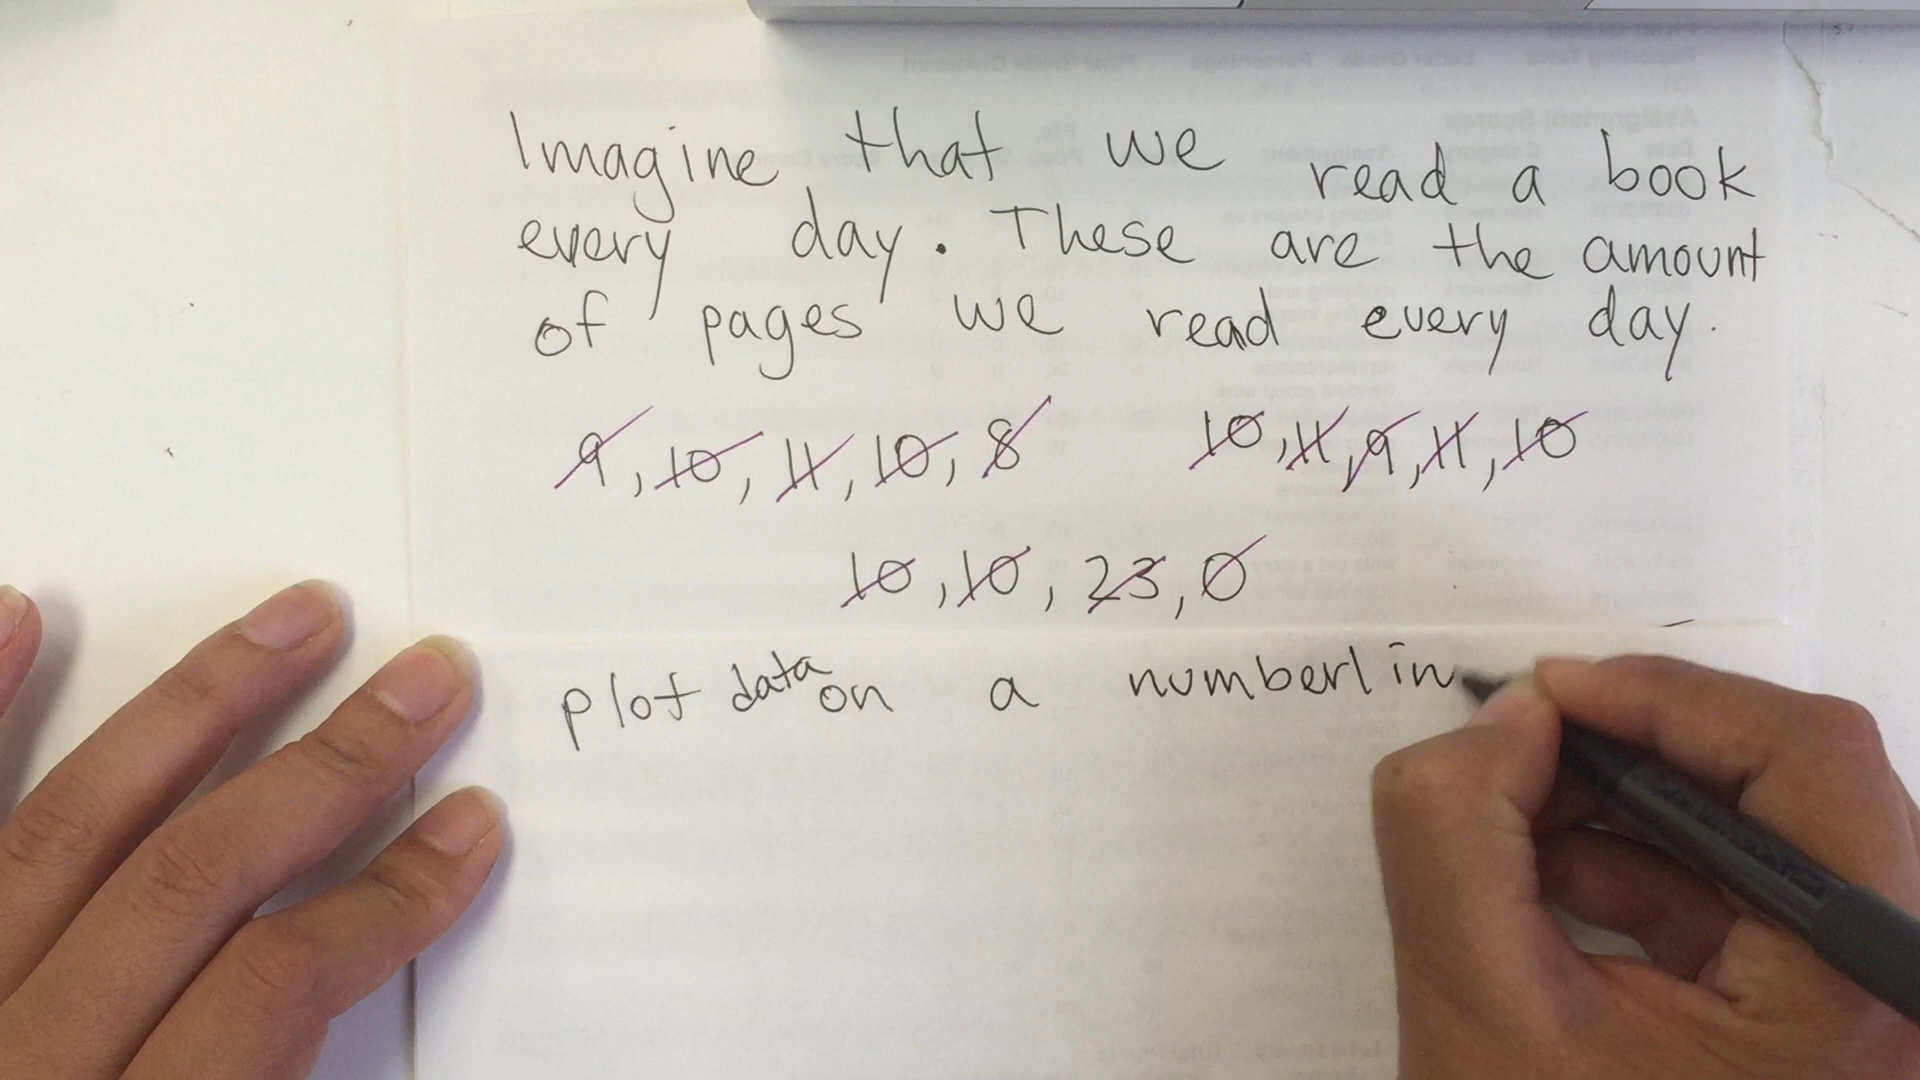 Imagine that we read a book
every day. These are the amount
of pages we read every day.
9, 10, 11, 10, 8 10, 11, 9, 11, 10
10, 10, 23, 0
plot data on a numberlin